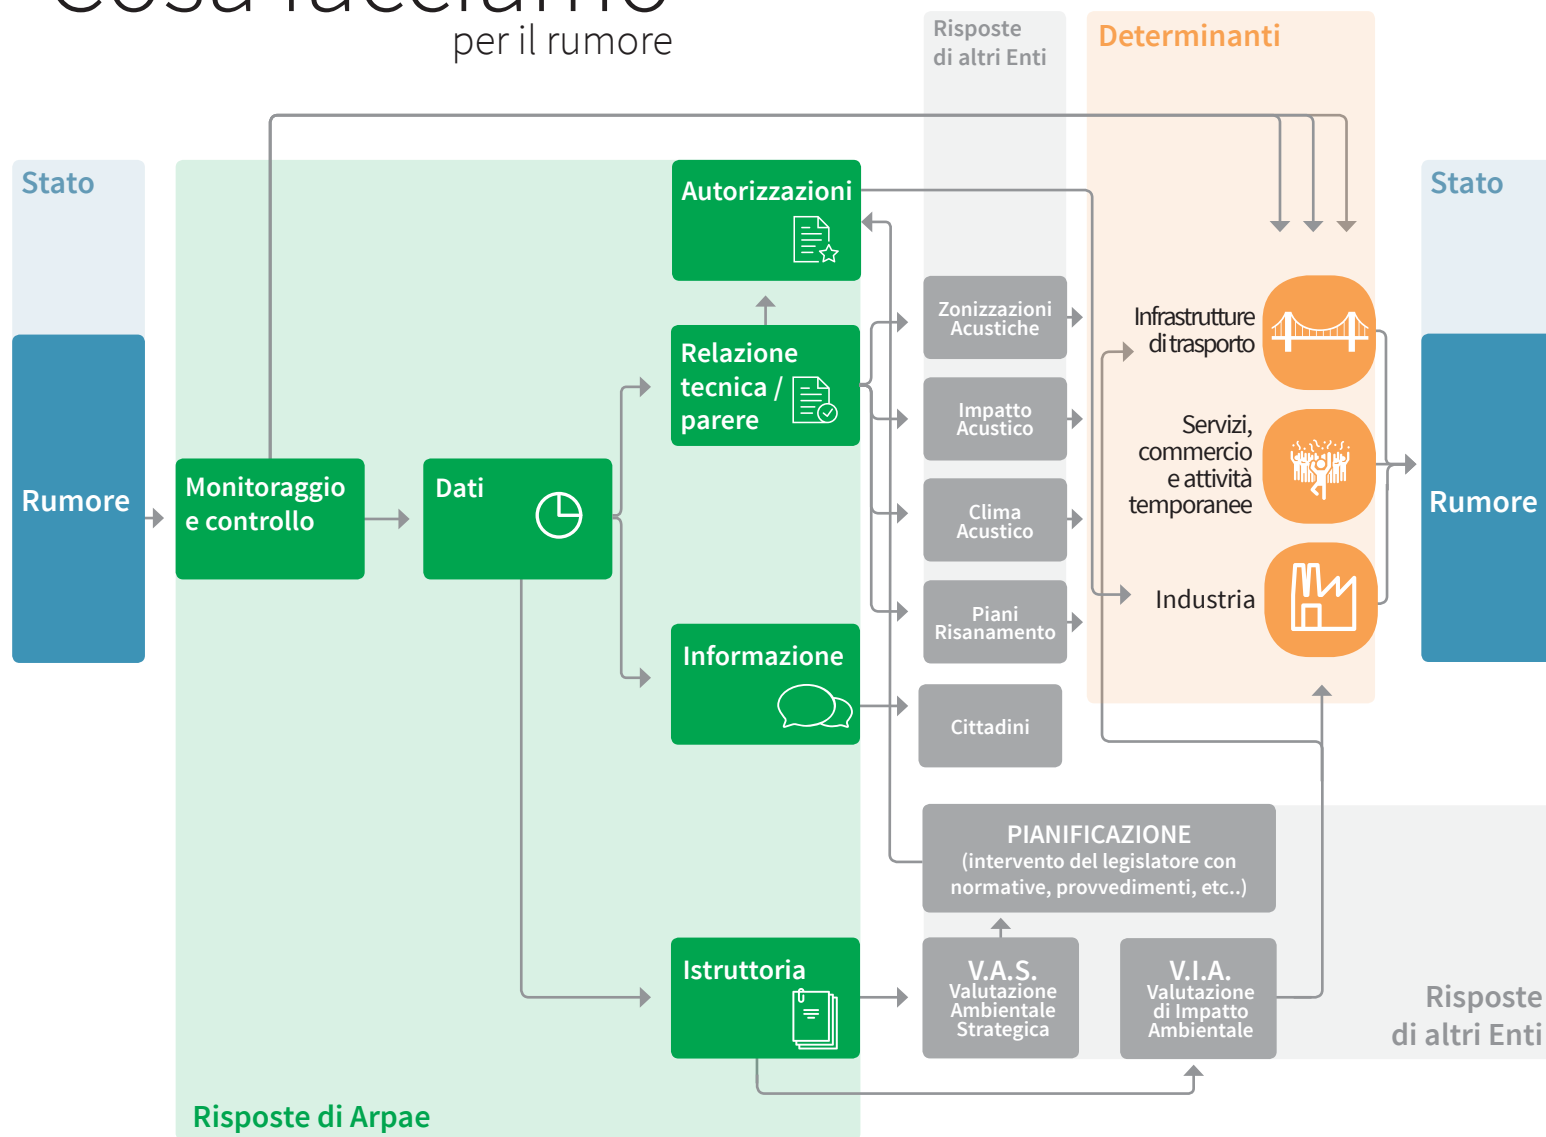 Cosa facciamo
per il rumore
Risposte
di altri Enti
Determinanti
Stato
Rumore
Monitoraggio
e controllo
Dati
Autorizzazioni
Relazione
tecnica /
parere
Informazione
Istruttoria
Risposte di Arpae
Zonizzazioni
Acustiche
Impatto
Acustico
Clima
Acustico
Piani
Risanamento
Cittadini
PIANIFICAZIONE
(intervento del legislatore con
normative, provvedimenti, etc..)
V.A.S.
Valutazione
Ambientale
Strategica
V.I.A.
Valutazione
di Impatto
Ambientale
Risposte
di altri Enti
Infrastrutture
di trasporto
Servizi,
commercio
e attività
temporanee
Industria
Stato
Rumore